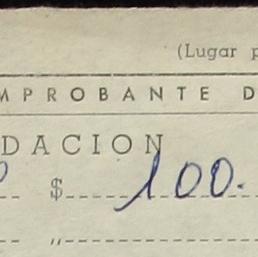 (Lugar p
MPROBANTE D
DACION
$ 100.
"